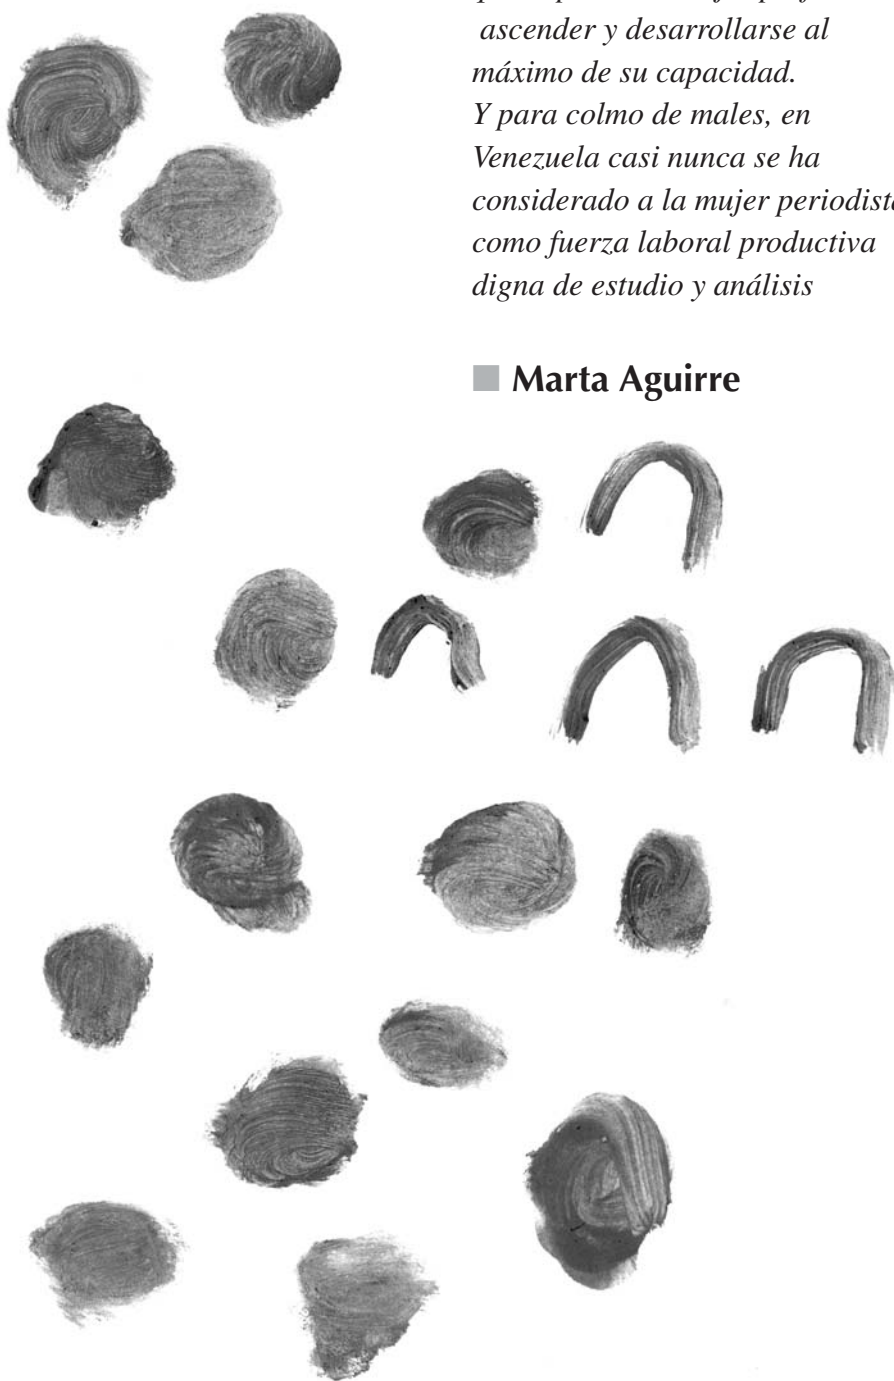 ascender y desarrollarse al
máximo de su capacidad.
Y para colmo de males, en
Venezuela casi nunca se ha
considerado a la mujer periodista
como fuerza laboral productiva
digna de estudio y análisis
Marta Aguirre